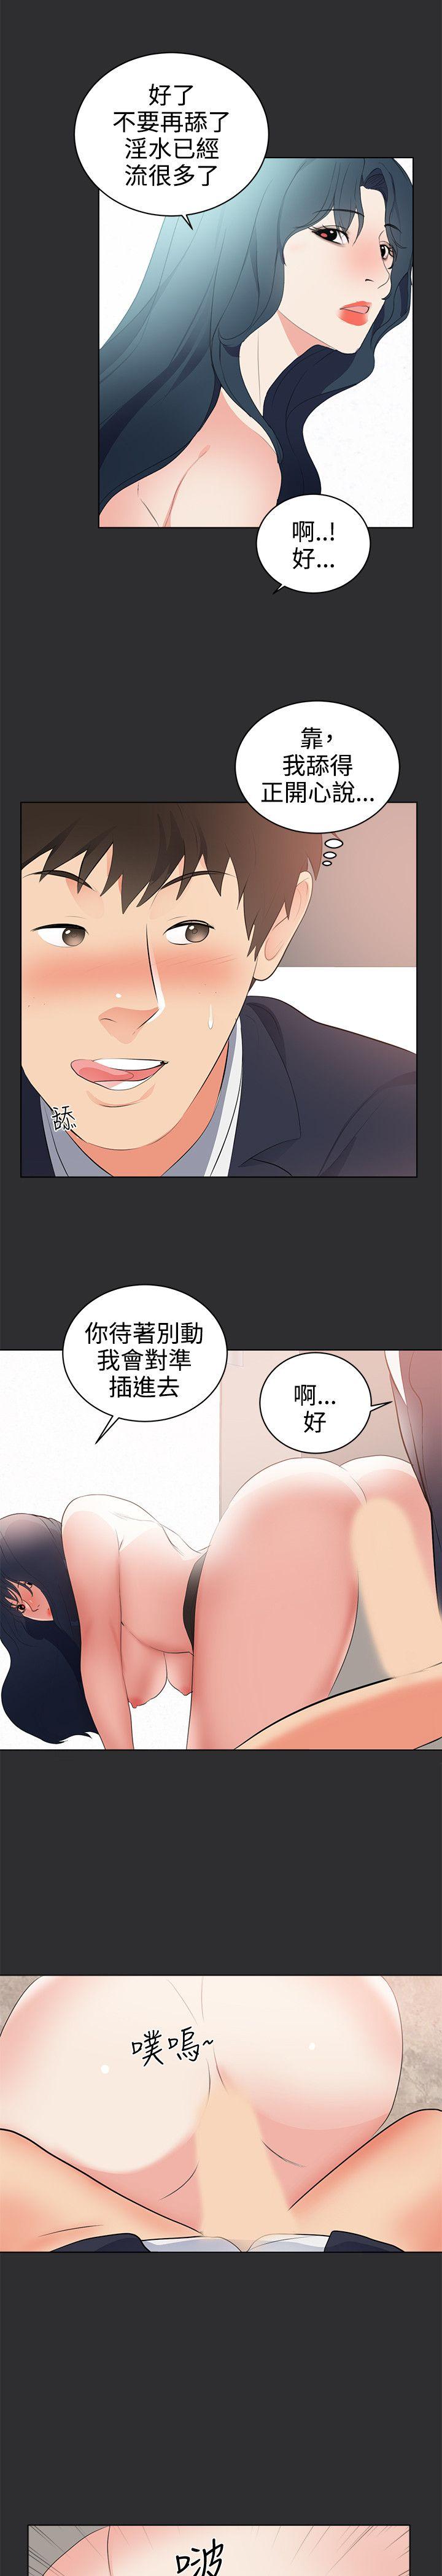 好了
不要再舔了
淫水已經
流很多了
啊..!
好...
靠，
我舔得
正開心說...
舔
你待著別動
我會對準
插進去
啊...
好
噗嗚~
啵